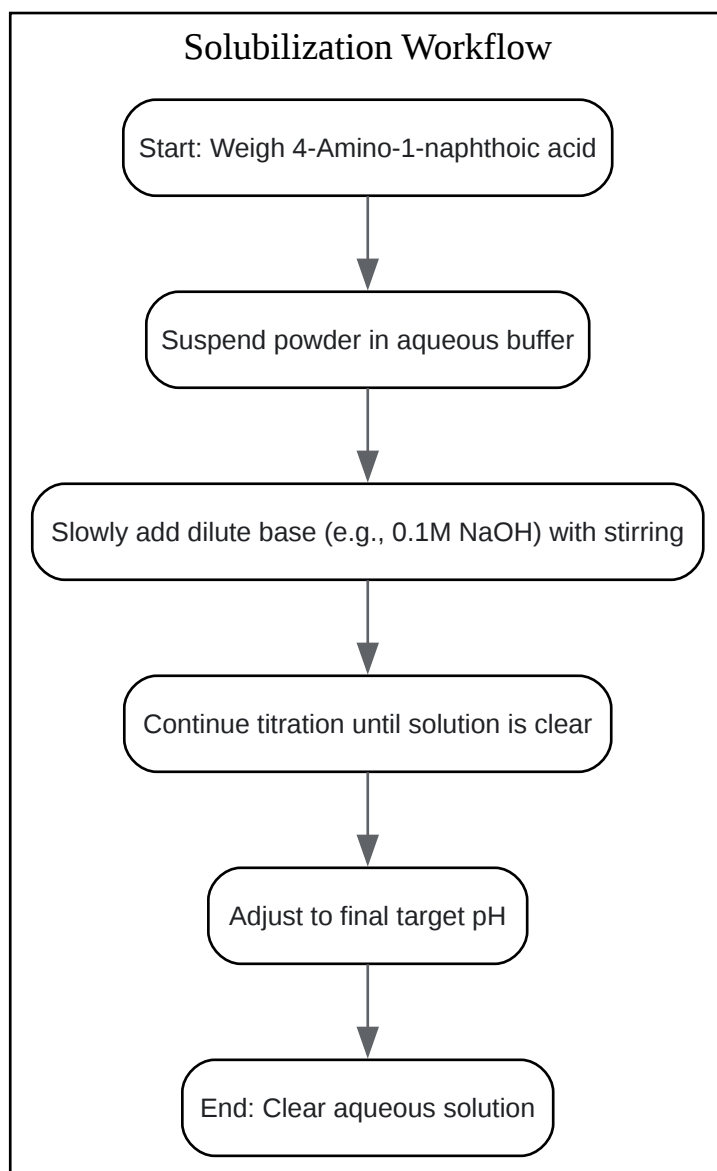 Solubilization Workflow
Start: Weigh 4-Amino-1-naphthoic acid
Suspend powder in aqueous buffer
Slowly add dilute base (e.g., 0.1M NaOH) with stirring
Continue titration until solution is clear
Adjust to final target pH
End: Clear aqueous solution